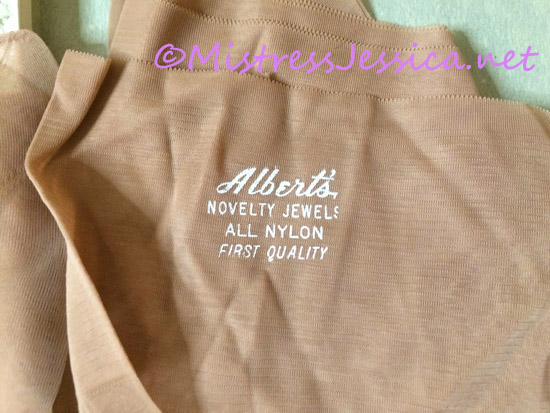 ©MistressJessica.net
Albert's
NOVELTY JEWELS
ALL NYLON
FIRST QUALITY